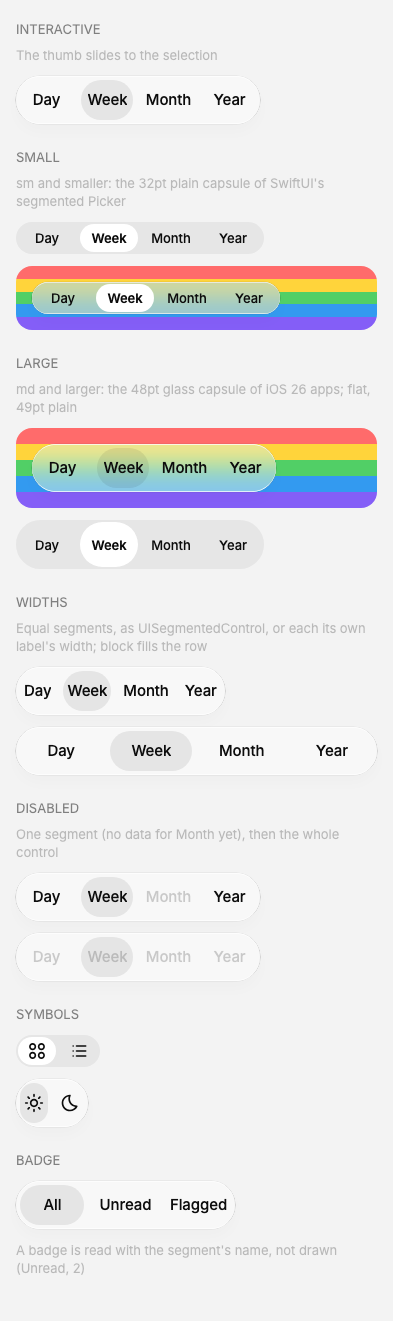 INTERACTIVE
The thumb slides to the selection
Day Week Month Year
SMALL
sm and smaller: the 32pt plain capsule of SwiftUI's
segmented Picker
Day Week Month Year
Day Week Month Year
LARGE
md and larger: the 48pt glass capsule of iOS 26 apps; flat,
49pt plain
Day Week Month Year
Day Week Month Year
WIDTHS
Equal segments, as UISegmentedControl, or each its own
label's width; block fills the row
Day Week Month Year
Day Week Month Year
DISABLED
One segment (no data for Month yet), then the whole
control
Day Week Month Year
Day Week Month Year
SYMBOLS
BADGE
All Unread Flagged
A badge is read with the segment's name, not drawn
(Unread, 2)